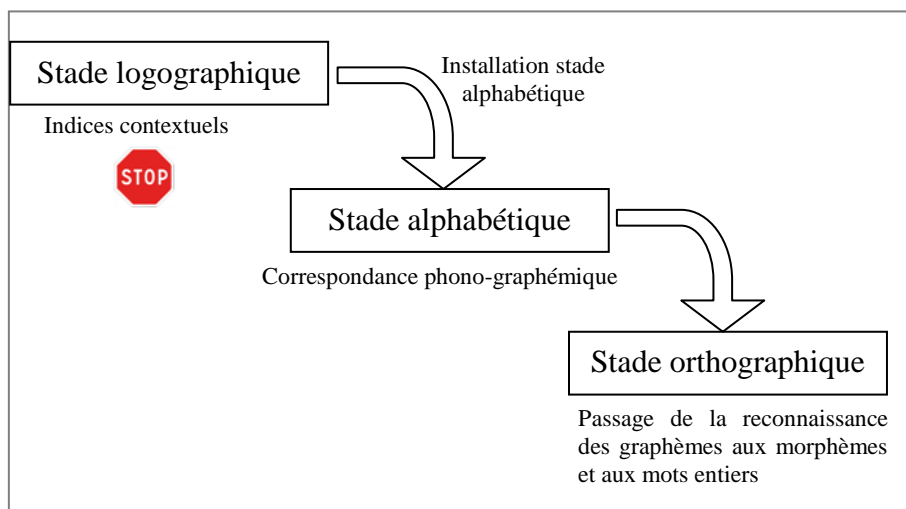 Stade logographique
Installation stade
alphabétique
Indices contextuels
STOP
Stade alphabétique
Correspondance phono-graphémique
Stade orthographique
Passage de la reconnaissance
des graphèmes aux morphèmes
et aux mots entiers